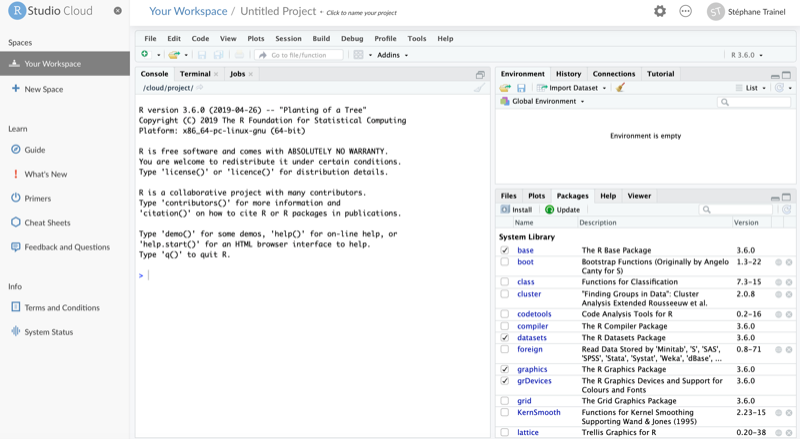 R Studio Cloud
Your Workspace / Untitled Project • Click to name your project
ST Stéphane Trainel
Spaces
Your Workspace
New Space
Learn
Guide
! What's New
Primers
Cheat Sheets
Feedback and Questions
Info
Terms and Conditions
System Status
File Edit Code View Plots Session Build Debug Profile Tools Help
Go to file/function Addins R 3.6.0
Console Terminal × Jobs ×
/cloud/project/
R version 3.6.0 (2019-04-26) -- "Planting of a Tree"
Copyright (C) 2019 The R Foundation for Statistical Computing
Platform: x86_64-pc-linux-gnu (64-bit)
R is free software and comes with ABSOLUTELY NO WARRANTY.
You are welcome to redistribute it under certain conditions.
Type 'license()' or 'licence()' for distribution details.
R is a collaborative project with many contributors.
Type 'contributors()' for more information and
'citation()' on how to cite R or R packages in publications.
Type 'demo()' for some demos, 'help()' for on-line help, or
'help.start()' for an HTML browser interface to help.
Type 'q()' to quit R.
>
Environment History Connections Tutorial
Import Dataset List
Global Environment
Environment is empty
Files Plots Packages Help Viewer
Install Update
Name Description Version
System Library
base The R Base Package 3.6.0
boot Bootstrap Functions (Originally by Angelo 1.3-22
Canty for S)
class Functions for Classification 7.3-15
cluster "Finding Groups in Data": Cluster 2.0.8
Analysis Extended Rousseeuw et al.
codetools Code Analysis Tools for R 0.2-16
compiler The R Compiler Package 3.6.0
datasets The R Datasets Package 3.6.0
foreign Read Data Stored by 'Minitab', 'S', 'SAS', 0.8-71
'SPSS', 'Stata', 'Systat', 'Weka', 'dBase', ...
graphics The R Graphics Package 3.6.0
grDevices The R Graphics Devices and Support for 3.6.0
Colours and Fonts
grid The Grid Graphics Package 3.6.0
KernSmooth Functions for Kernel Smoothing 2.23-15
Supporting Wand & Jones (1995)
lattice Trellis Graphics for R 0.20-38